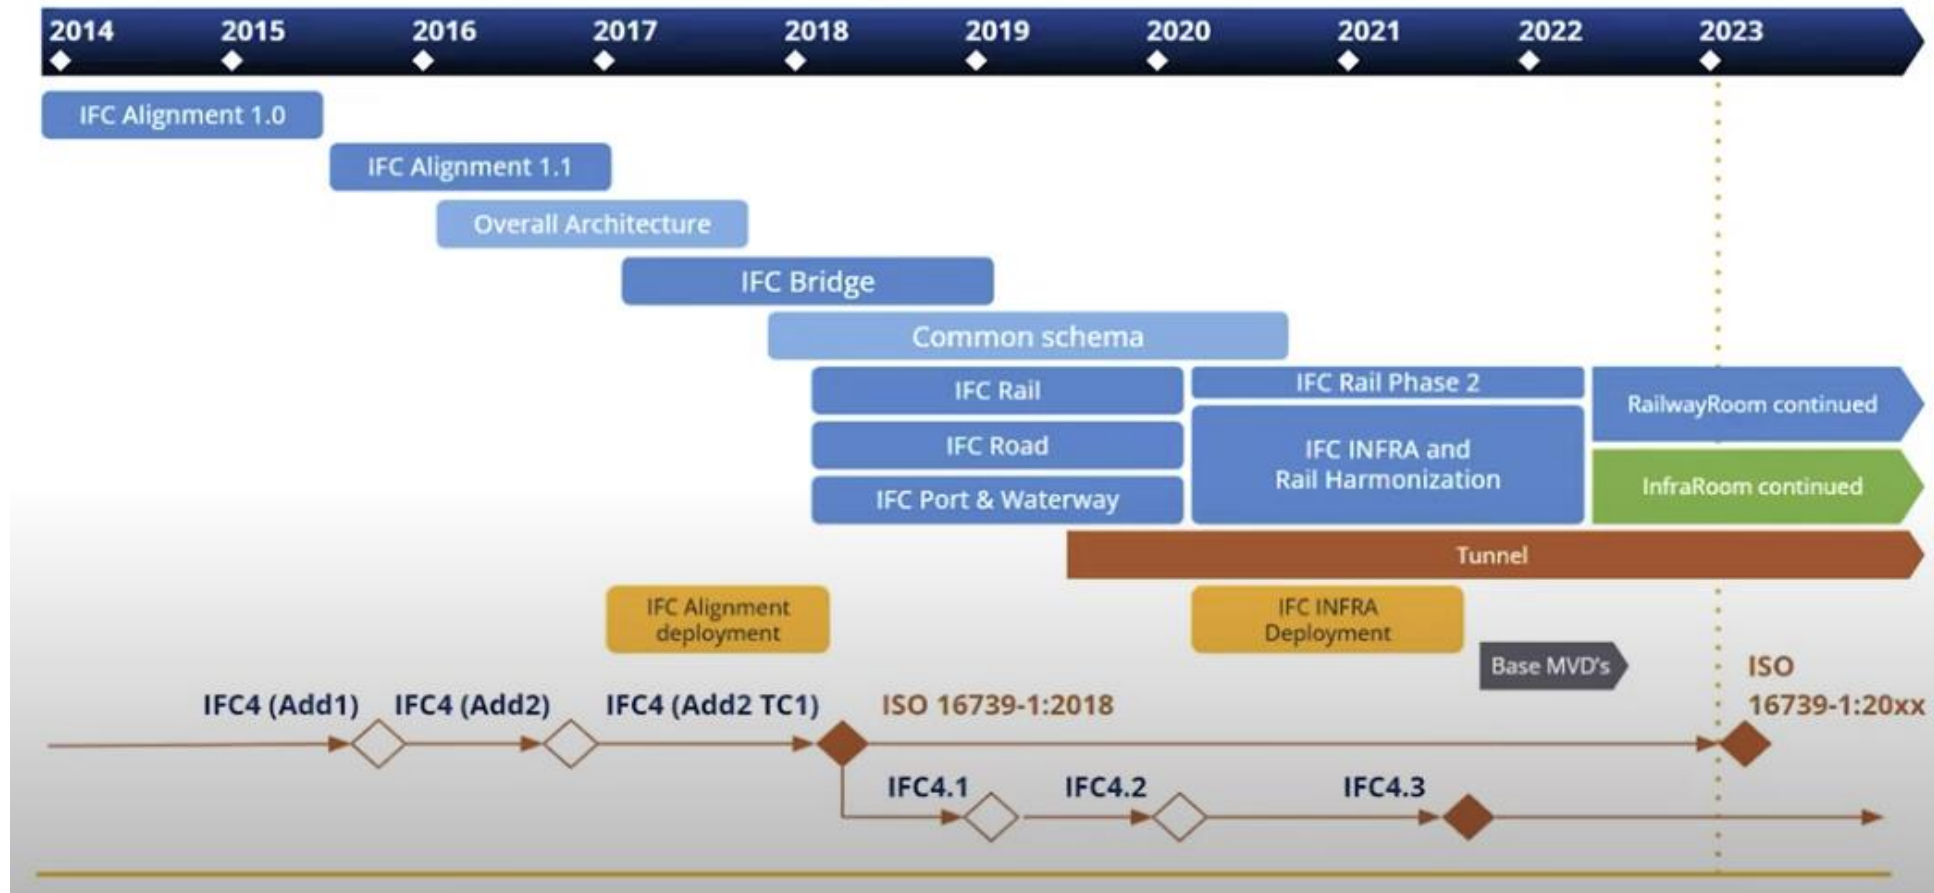 2014 2015 2016 2017 2018 2019 2020 2021 2022 2023
IFC Alignment 1.0
IFC Alignment 1.1
Overall Architecture
IFC Bridge
Common schema
IFC Rail
IFC Rail Phase 2
RailwayRoom continued
IFC Road
IFC INFRA and
Rail Harmonization
InfraRoom continued
IFC Port & Waterway
Tunnel
IFC Alignment
deployment
IFC INFRA
Deployment
Base MVD's
IFC4 (Add1)
IFC4 (Add2)
IFC4 (Add2 TC1)
ISO 16739-1:2018
ISO
16739-1:20xx
IFC4.1
IFC4.2
IFC4.3